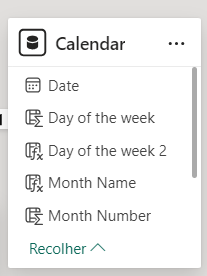 Calendar
Date
Day of the week
Day of the week 2
Month Name
Month Number
Recolher